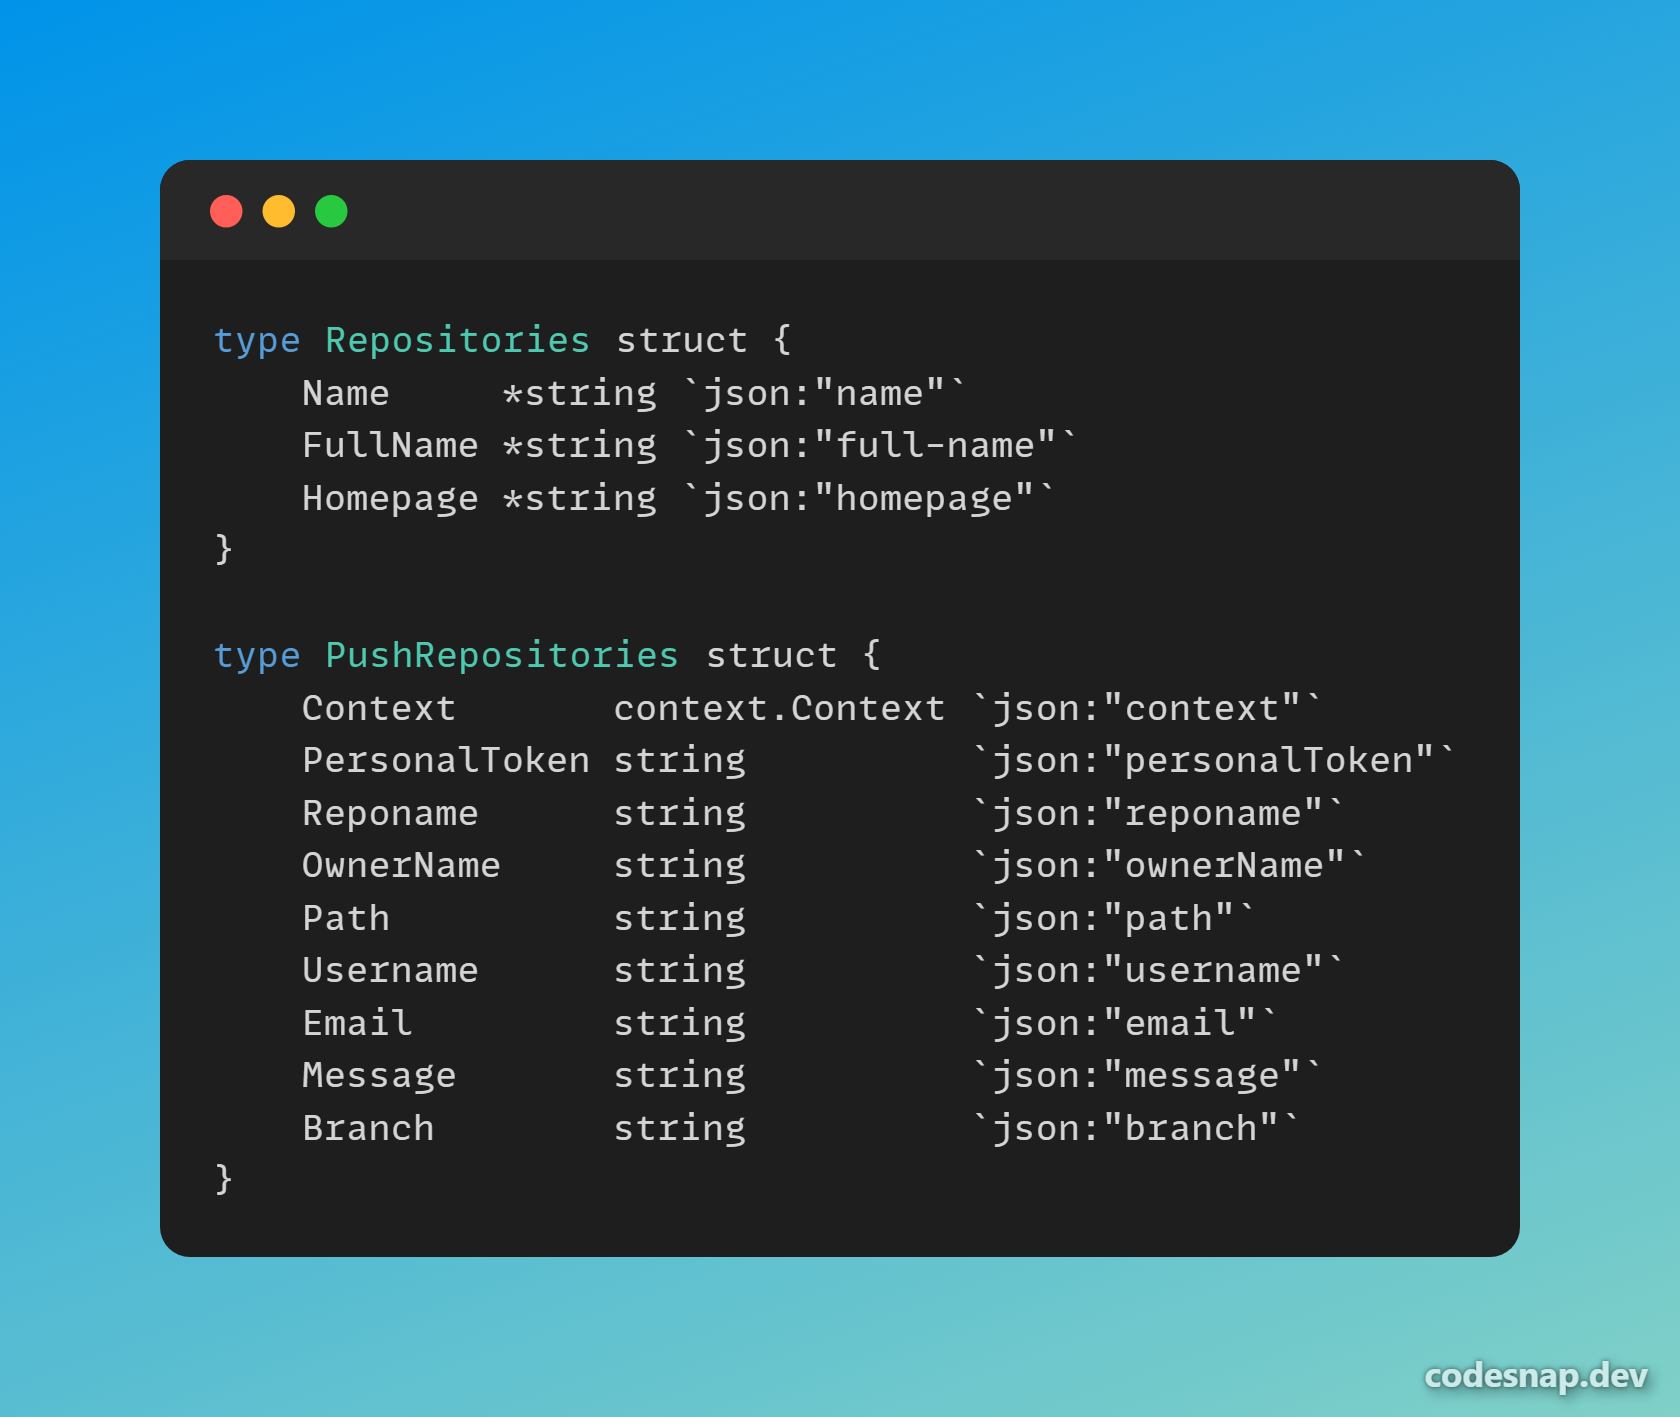 type Repositories struct {
    Name     *string `json:"name"`
    FullName *string `json:"full-name"`
    Homepage *string `json:"homepage"`
}

type PushRepositories struct {
    Context       context.Context `json:"context"`
    PersonalToken string          `json:"personalToken"`
    Reponame      string          `json:"reponame"`
    OwnerName     string          `json:"ownerName"`
    Path          string          `json:"path"`
    Username      string          `json:"username"`
    Email         string          `json:"email"`
    Message       string          `json:"message"`
    Branch        string          `json:"branch"`
}
codesnap.dev